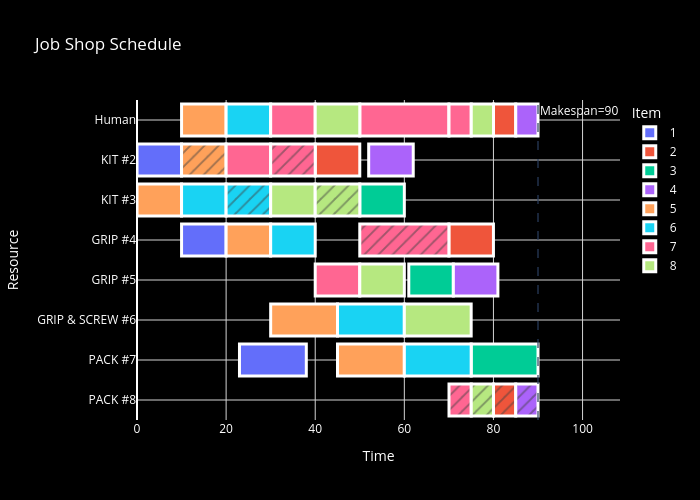 Job Shop Schedule
Makespan=90
Human
KIT #2
KIT #3
GRIP #4
GRIP #5
GRIP & SCREW #6
PACK #7
PACK #8
Resource
0 20 40 60 80 100
Time
Item
1
2
3
4
5
6
7
8